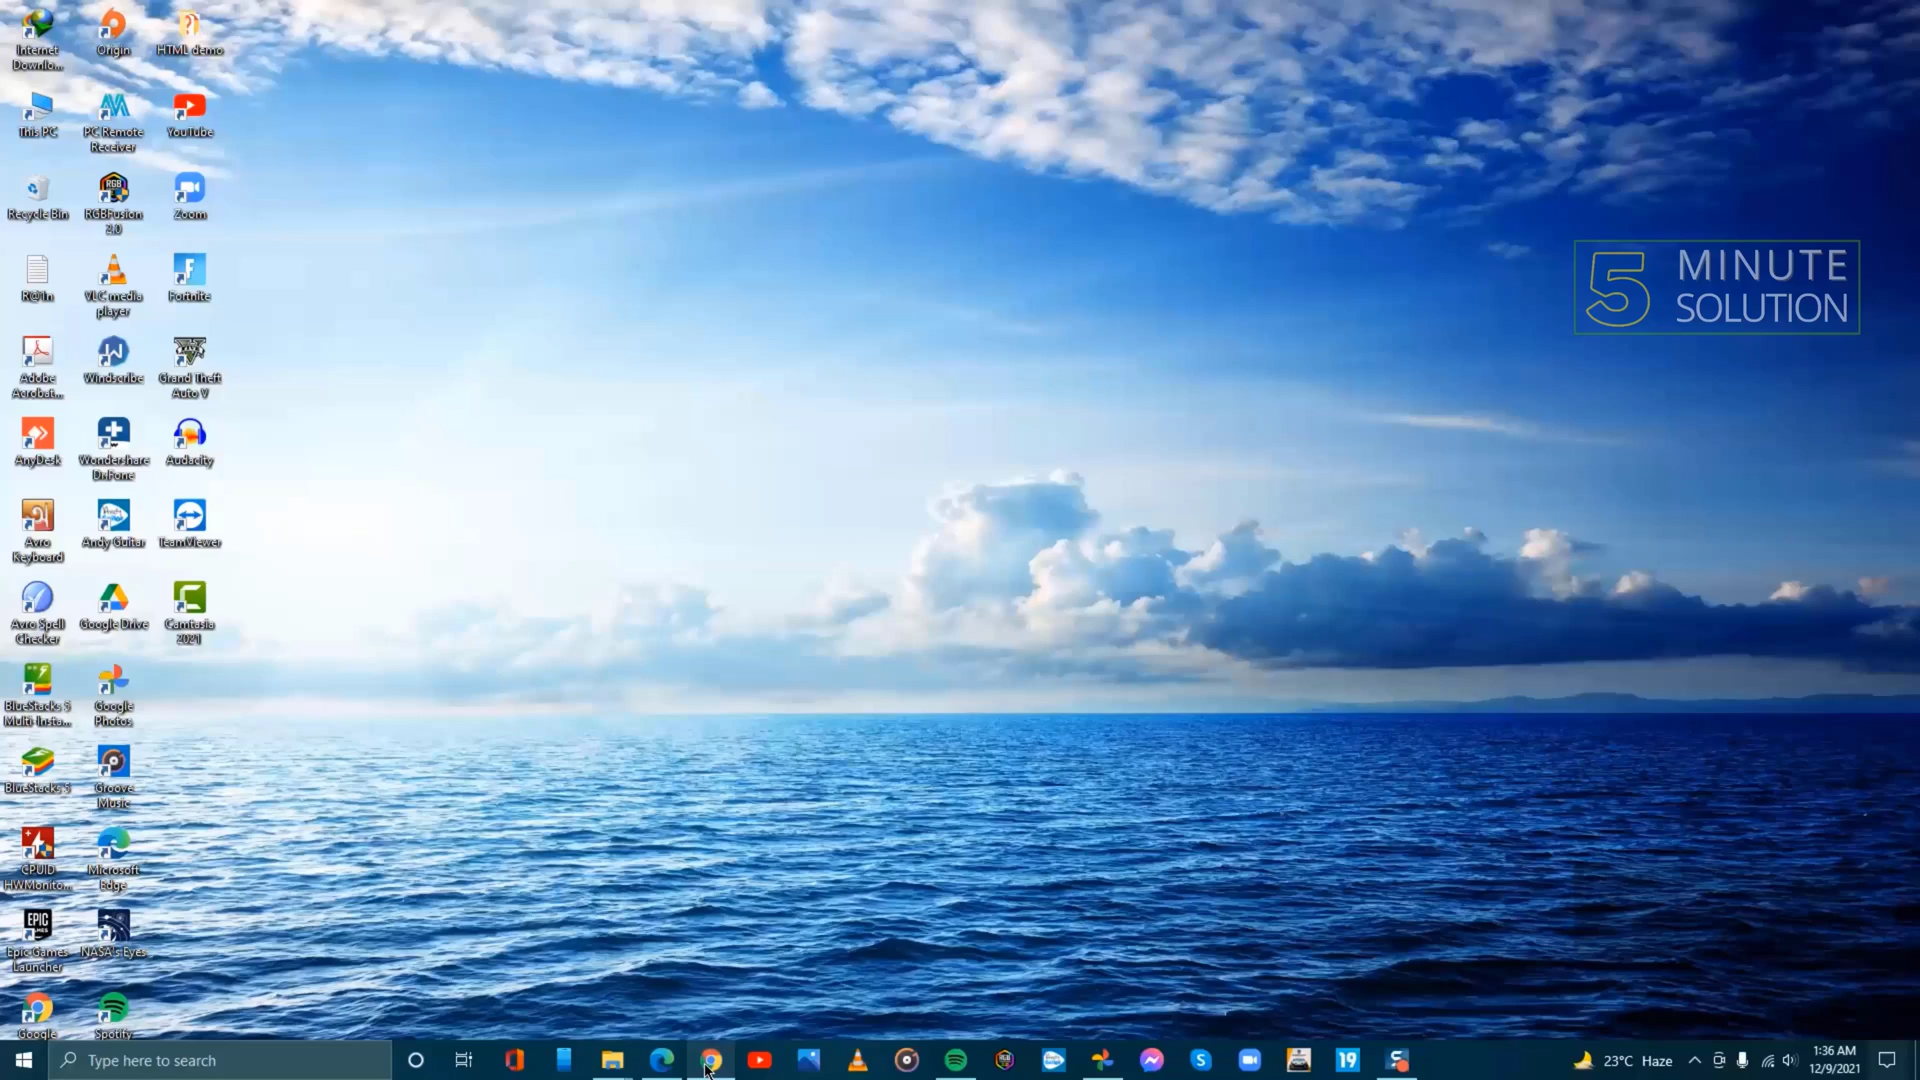 Internet
Downlo...
Origin
HTML demo
This PC
PC Remote
Receiver
YouTube
Recycle Bin
RGBFusion
2.0
Zoom
R@1n
VLC media
player
Fortnite
Adobe
Acrobat...
Windscribe
Grand Theft
Auto V
AnyDesk
Wondershare
DrFone
Audacity
Avro
Keyboard
Andy Guitar
TeamViewer
Avro Spell
Checker
Google Drive
Camtasia
2021
BlueStacks 5
Multi-Insta...
Google
Photos
BlueStacks 5
Groove
Music
CPUID
HWMonito...
Microsoft
Edge
EPIC
GAMES
Epic Games
Launcher
NASA's Eyes
Google
Spotify
5 MINUTE
SOLUTION
Type here to search
19
23°C Haze
1:36 AM
12/9/2021